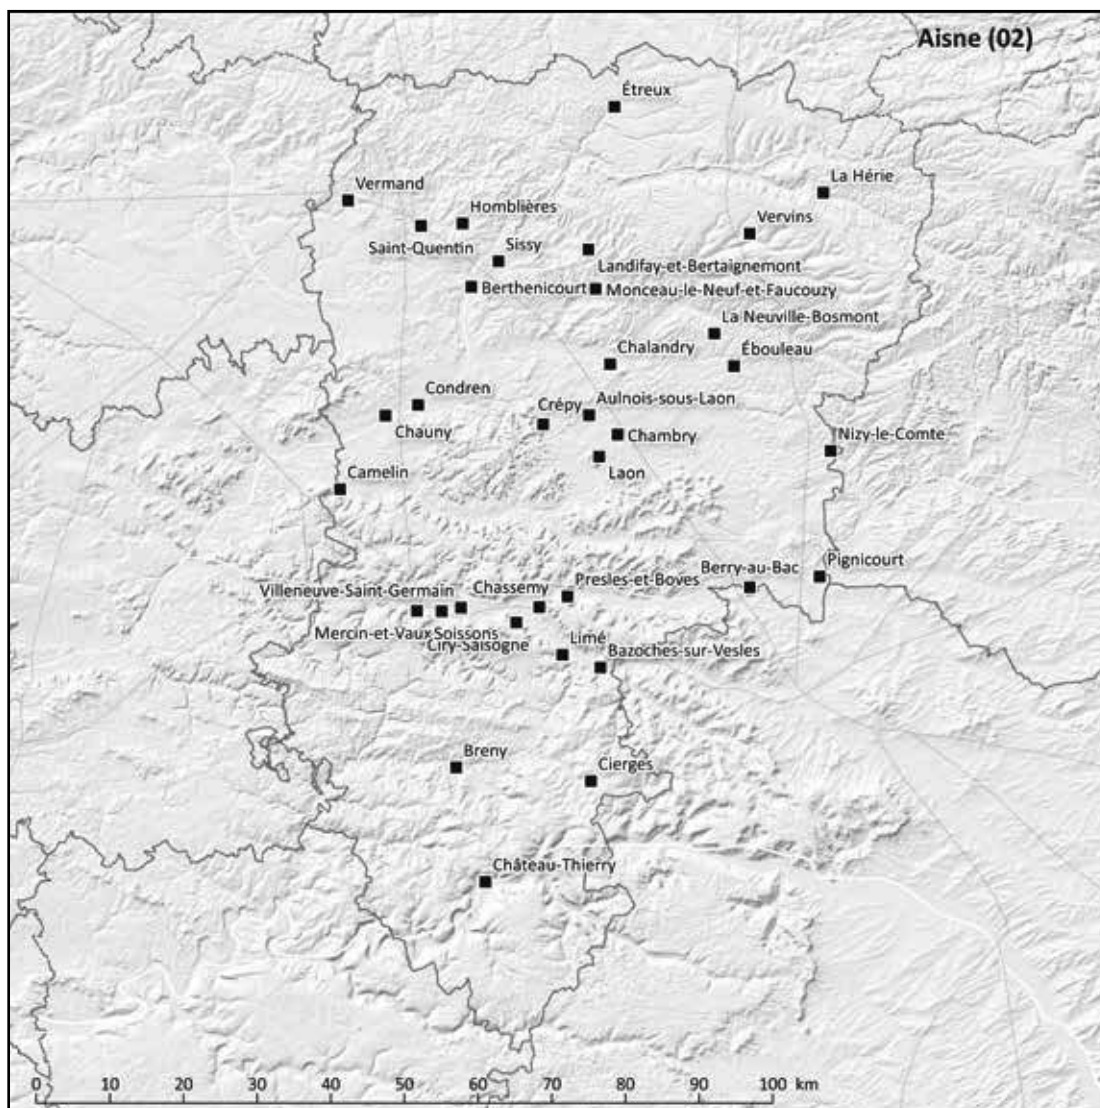 Aisne (02)
Étreux
La Hérie
Vermand
Homblières
Vervins
Saint-Quentin
Sissy
Landifay-et-Bertaignemont
Berthenicourt
Monceau-le-Neuf-et-Faucouzy
La Neuville-Bosmont
Chalandry
Ébouleau
Condren
Crépy
Aulnois-sous-Laon
Chauny
Chambry
Nizy-le-Comte
Camelin
Laon
Berry-au-Bac
Pignicourt
Villeneuve-Saint-Germain
Chassemy
Presles-et-Boves
Mercin-et-Vaux
Soissons
Ciry-Salsogne
Limé
Bazoches-sur-Vesles
Breny
Cierges
Château-Thierry
0 10 20 30 40 50 60 70 80 90 100 km